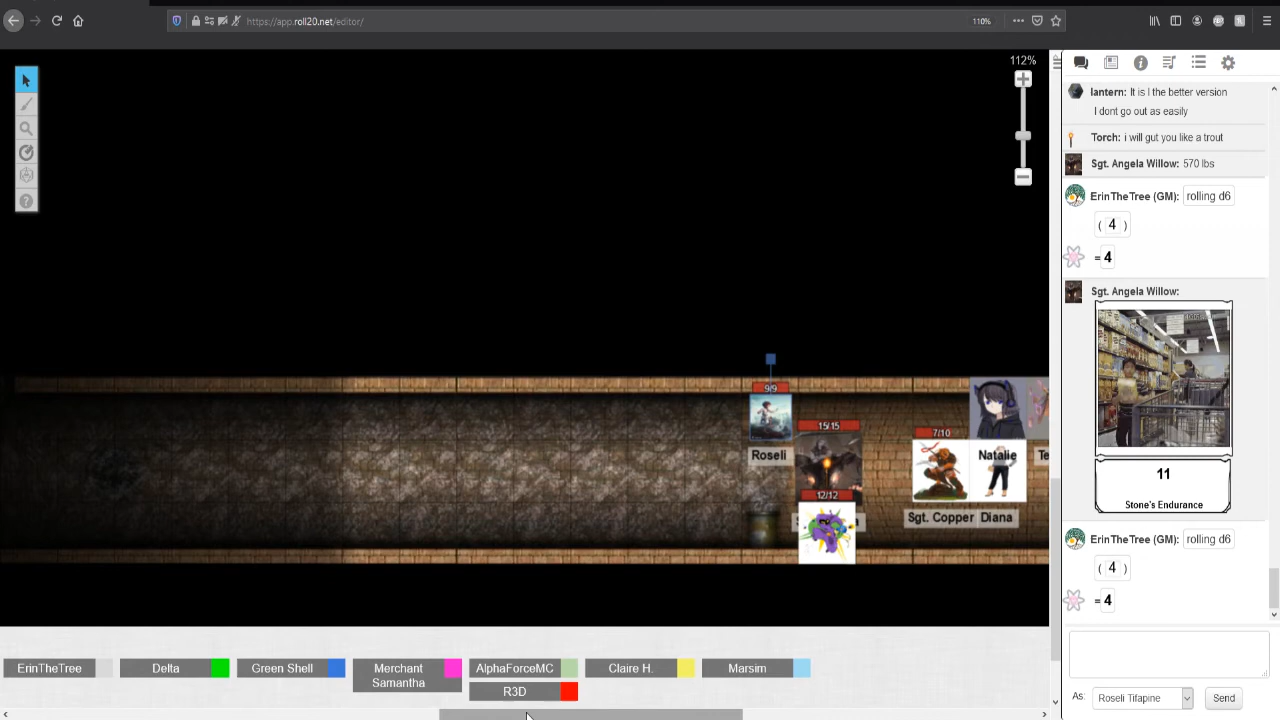 https://app.roll20.net/editor/
110%
112%
lantern: It is I the better version
I dont go out as easily
Torch: i will gut you like a trout
Sgt. Angela Willow: 570 lbs
ErinTheTree (GM): rolling d6
( 4 )
= 4
Sgt. Angela Willow:
11
Stone's Endurance
ErinTheTree (GM): rolling d6
( 4 )
= 4
9/9
15/15
7/10
Roseli
Natalie
Te
12/12
Sgt. Copper
Diana
ErinTheTree
Delta
Green Shell
Merchant
Samantha
AlphaForceMC
Claire H.
Marsim
R3D
As:
Roseli Tifapine
Send